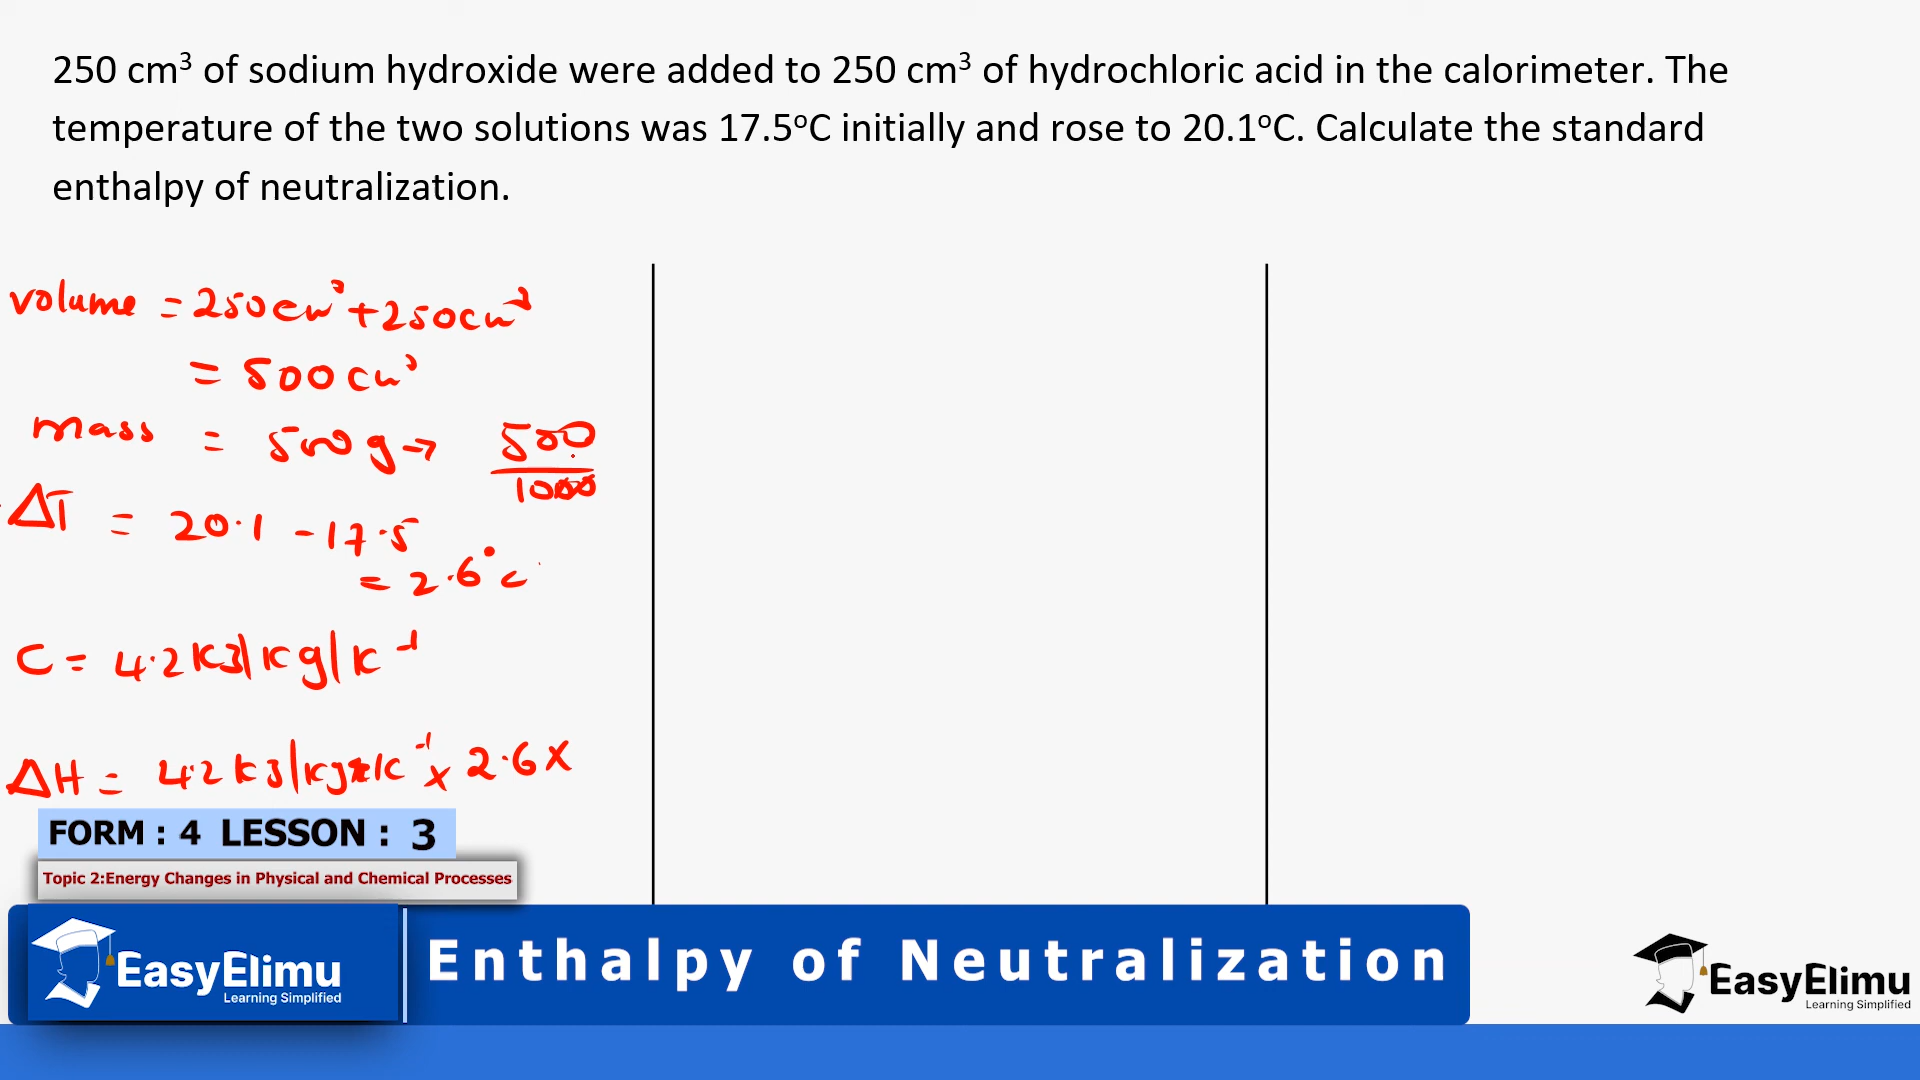 250 cm³ of sodium hydroxide were added to 250 cm³ of hydrochloric acid in the calorimeter. The
temperature of the two solutions was 17.5ºC initially and rose to 20.1ºC. Calculate the standard
enthalpy of neutralization.
volume = 250cm³ + 250cm³
= 500cm³
mass = 500g → 500/1000
ΔT = 20.1 - 17.5
= 2.6°c
C = 4.2KJ/Kg/K⁻¹
ΔH = 4.2KJ/Kg K⁻¹ x 2.6 x
FORM : 4 LESSON : 3
Topic 2:Energy Changes in Physical and Chemical Processes
EasyElimu
Learning Simplified
Enthalpy of Neutralization
EasyElimu
Learning Simplified